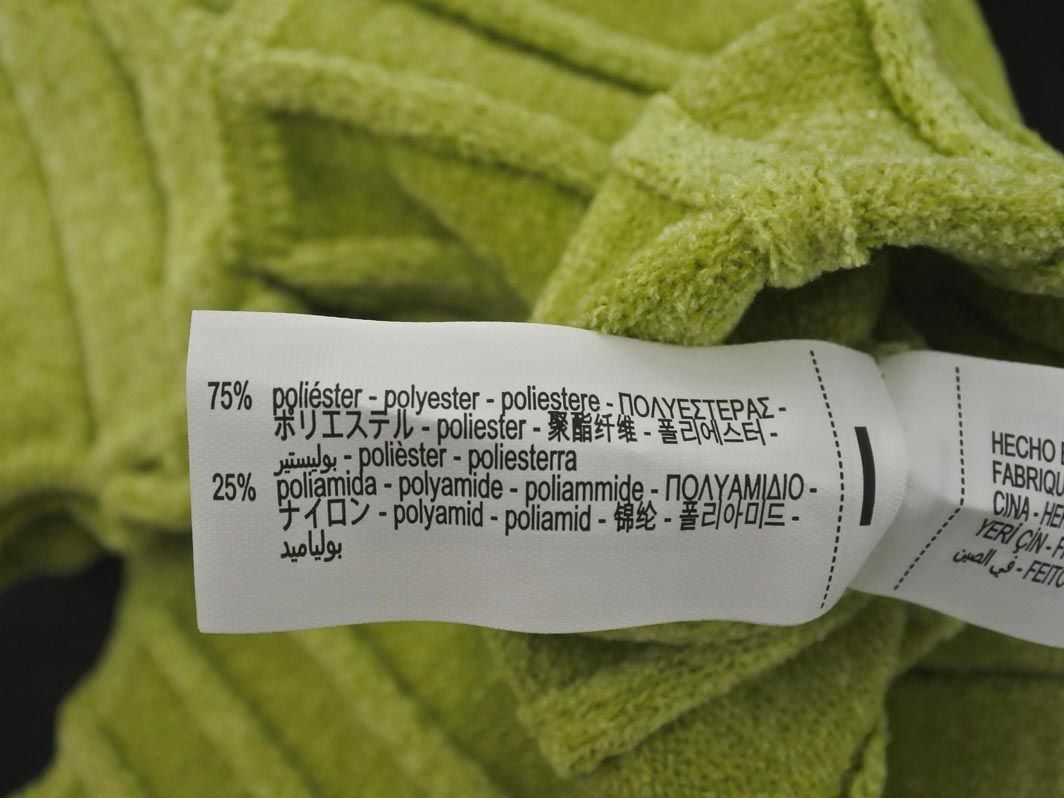 75% poliéster - polyester - poliestere - ΠΟΛΥΕΣΤΕΡΑΣ -
ポリエステル - poliester - 聚酯纤维 - 폴리에스터 -
بوليستير - polièster - poliesterra
25% poliamida - polyamide - poliammide - ΠΟΛΥΑΜΙΔΙΟ -
ナイロン - polyamid - poliamid - 锦纶 - 폴리아미드 -
بولياميد
HECHO
FABRIQU
CINA - HE
YERİ ÇİN - F
في الصين - FEITO